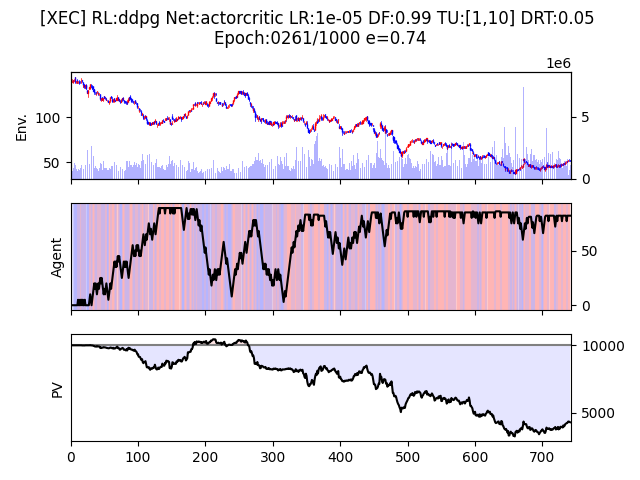 [XEC] RL:ddpg Net:actorcritic LR:1e-05 DF:0.99 TU:[1,10] DRT:0.05
Epoch:0261/1000 e=0.74
1e6
Env.
100
50
5
0
Agent
50
0
PV
10000
5000
0 100 200 300 400 500 600 700